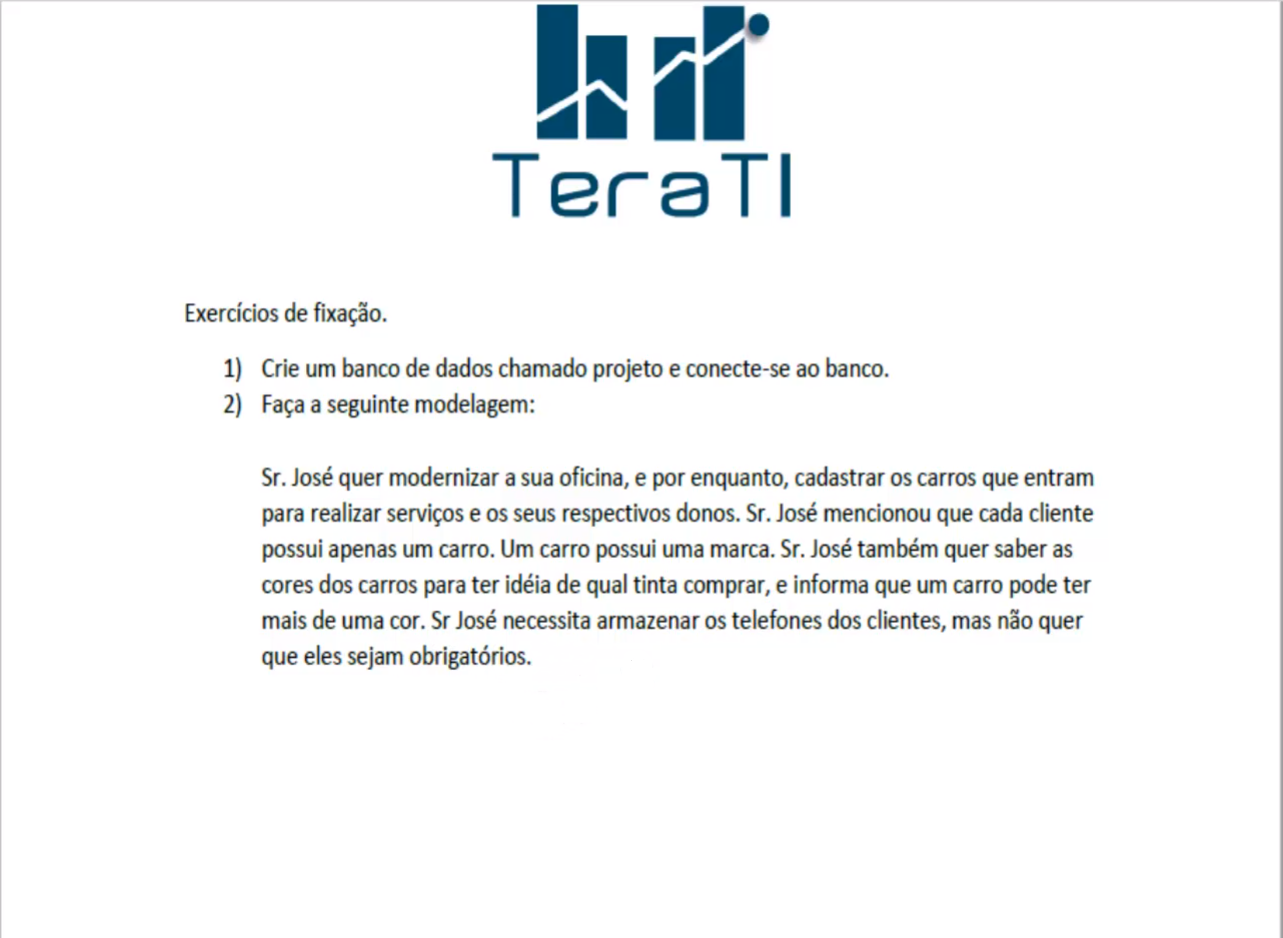 TeraTI
Exercícios de fixação.
1) Crie um banco de dados chamado projeto e conecte-se ao banco.
2) Faça a seguinte modelagem:
Sr. José quer modernizar a sua oficina, e por enquanto, cadastrar os carros que entram
para realizar serviços e os seus respectivos donos. Sr. José mencionou que cada cliente
possui apenas um carro. Um carro possui uma marca. Sr. José também quer saber as
cores dos carros para ter idéia de qual tinta comprar, e informa que um carro pode ter
mais de uma cor. Sr José necessita armazenar os telefones dos clientes, mas não quer
que eles sejam obrigatórios.